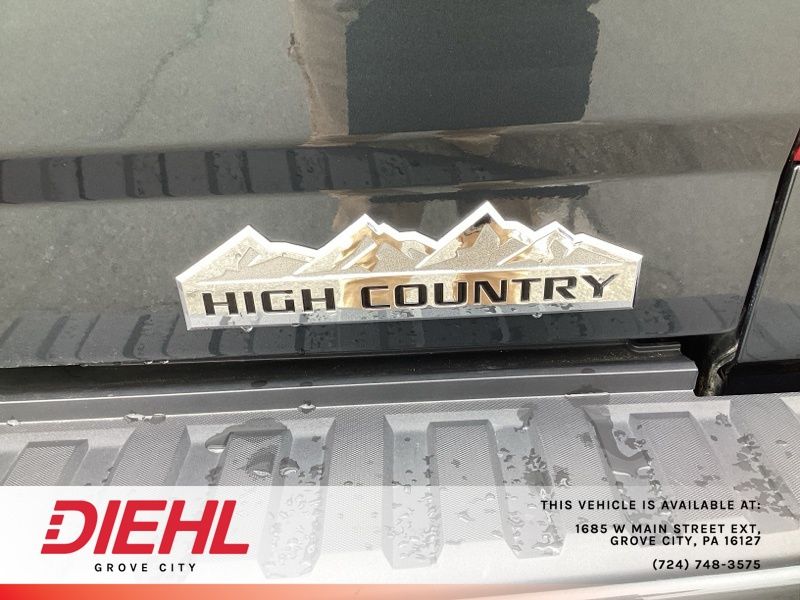 HIGH COUNTRY
DIEHL
GROVE CITY
THIS VEHICLE IS AVAILABLE AT:
1685 W MAIN STREET EXT,
GROVE CITY, PA 16127
(724) 748-3575